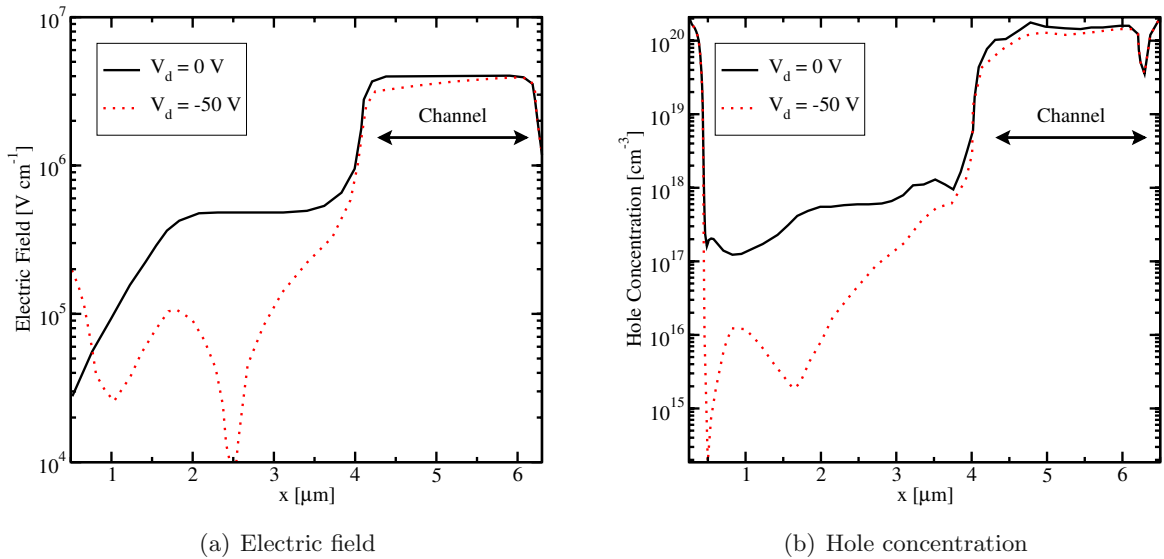 10^7
10^6
10^5
10^4
Electric Field [V cm^-1]
V_d = 0 V
V_d = -50 V
Channel
1 2 3 4 5 6
x [μm]
(a) Electric field
10^20
10^19
10^18
10^17
10^16
10^15
Hole Concentration [cm^-3]
V_d = 0 V
V_d = -50 V
Channel
1 2 3 4 5 6
x [μm]
(b) Hole concentration